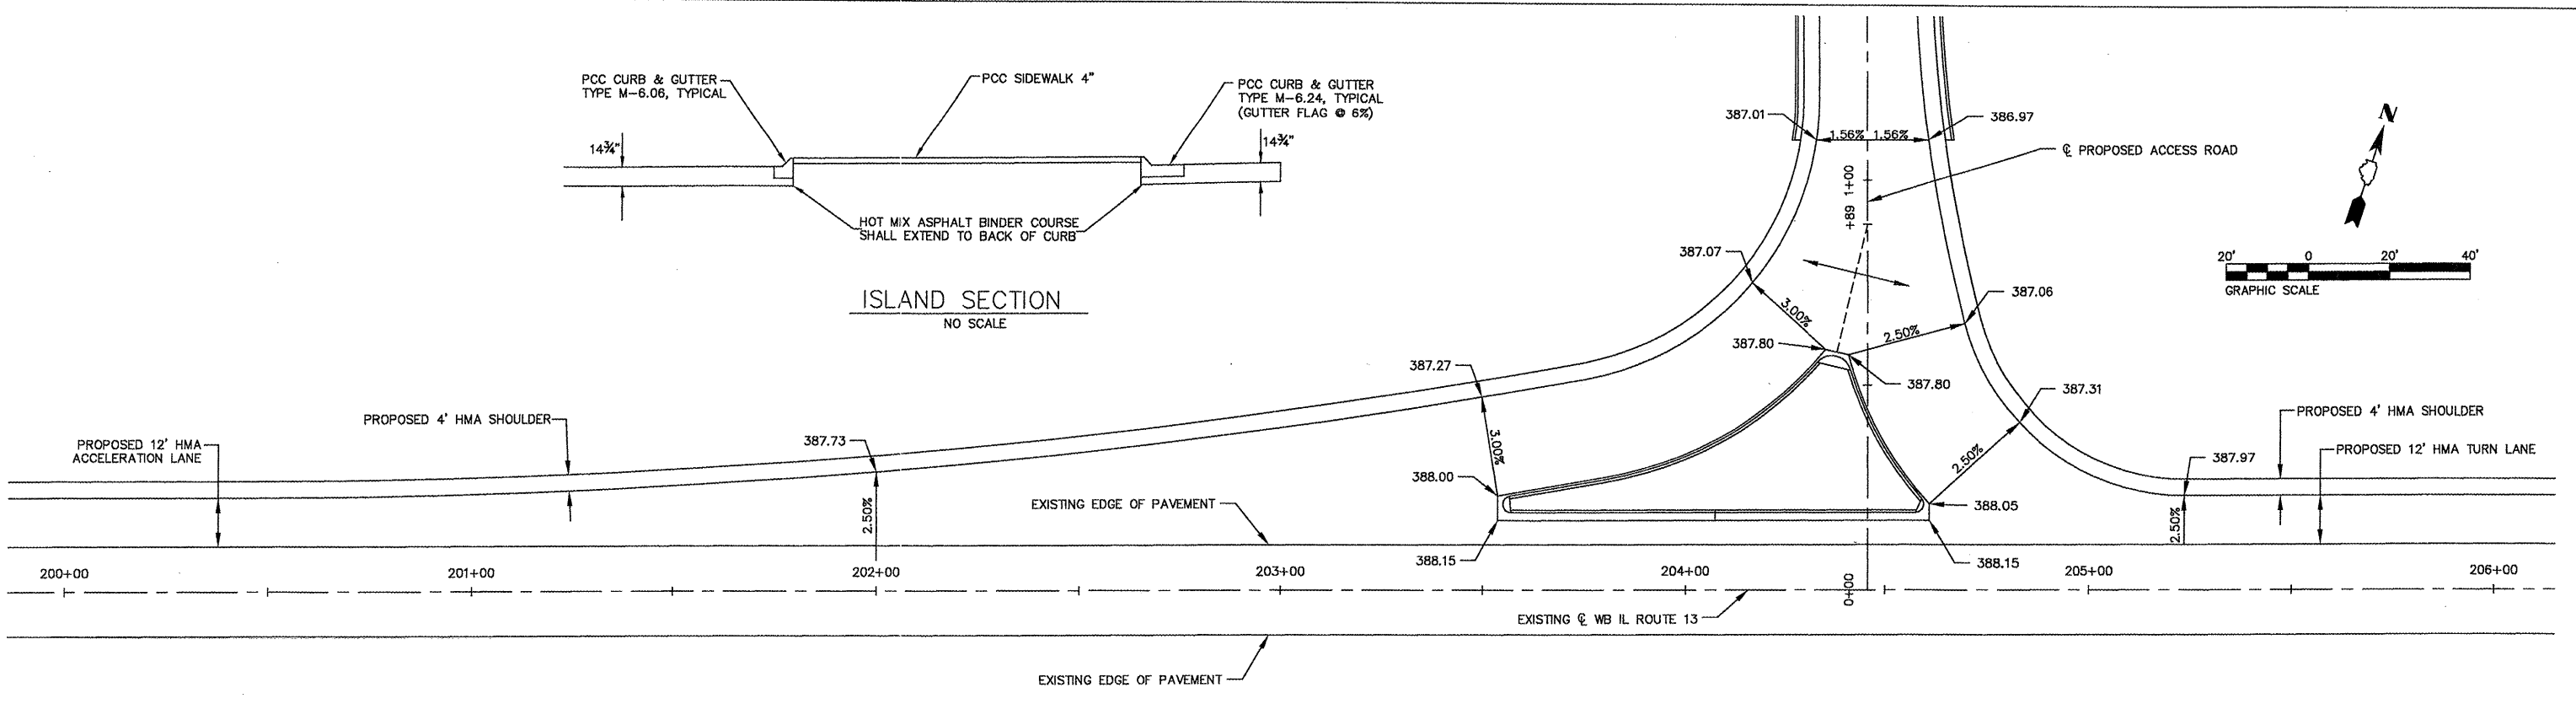 PCC CURB & GUTTER
TYPE M-6.06, TYPICAL
PCC SIDEWALK 4"
PCC CURB & GUTTER
TYPE M-6.24, TYPICAL
(GUTTER FLAG @ 6%)
14¾"
14¾"
HOT MIX ASPHALT BINDER COURSE
SHALL EXTEND TO BACK OF CURB
ISLAND SECTION
NO SCALE
387.01
1.56%
1.56%
386.97
℄ PROPOSED ACCESS ROAD
N
1+00
+89
20'
0
20'
40'
GRAPHIC SCALE
387.07
387.06
3.00%
2.50%
387.80
387.80
387.27
387.31
PROPOSED 4' HMA SHOULDER
PROPOSED 12' HMA
ACCELERATION LANE
387.73
3.00%
2.50%
387.97
PROPOSED 4' HMA SHOULDER
PROPOSED 12' HMA TURN LANE
388.00
388.05
EXISTING EDGE OF PAVEMENT
2.50%
2.50%
388.15
388.15
200+00
201+00
202+00
203+00
204+00
205+00
206+00
0+00
EXISTING ℄ WB IL ROUTE 13
EXISTING EDGE OF PAVEMENT